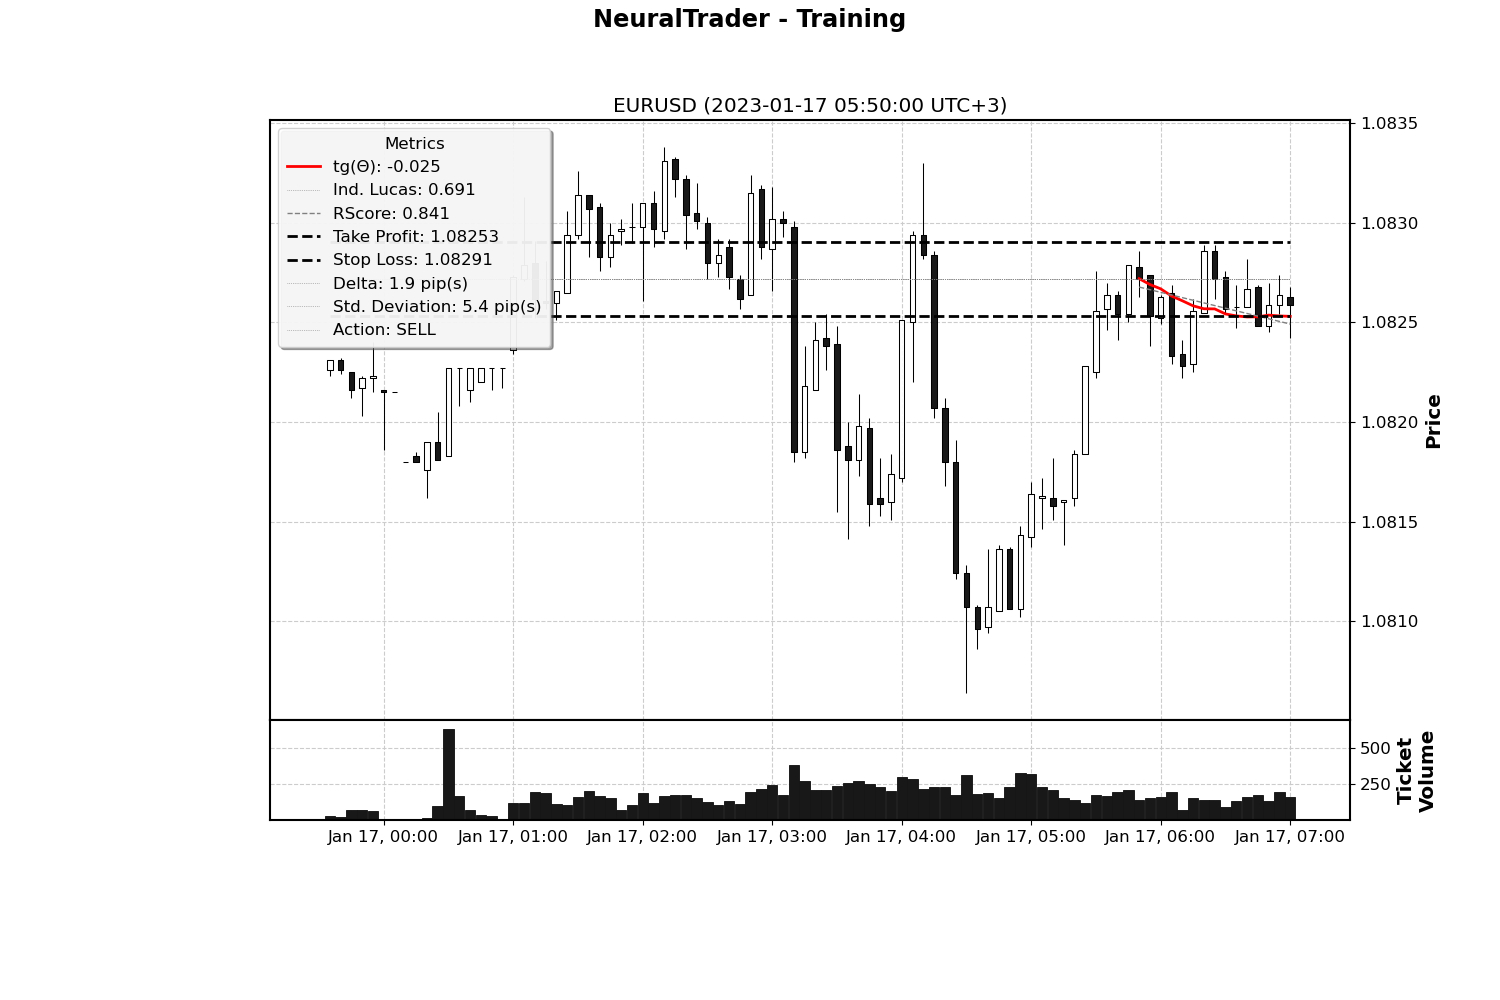 NeuralTrader - Training
EURUSD (2023-01-17 05:50:00 UTC+3)
Metrics
tg(Θ): -0.025
Ind. Lucas: 0.691
RScore: 0.841
Take Profit: 1.08253
Stop Loss: 1.08291
Delta: 1.9 pip(s)
Std. Deviation: 5.4 pip(s)
Action: SELL
1.0835
1.0830
1.0825
1.0820
1.0815
1.0810
Price
500
250
Ticket
Volume
Jan 17, 00:00
Jan 17, 01:00
Jan 17, 02:00
Jan 17, 03:00
Jan 17, 04:00
Jan 17, 05:00
Jan 17, 06:00
Jan 17, 07:00